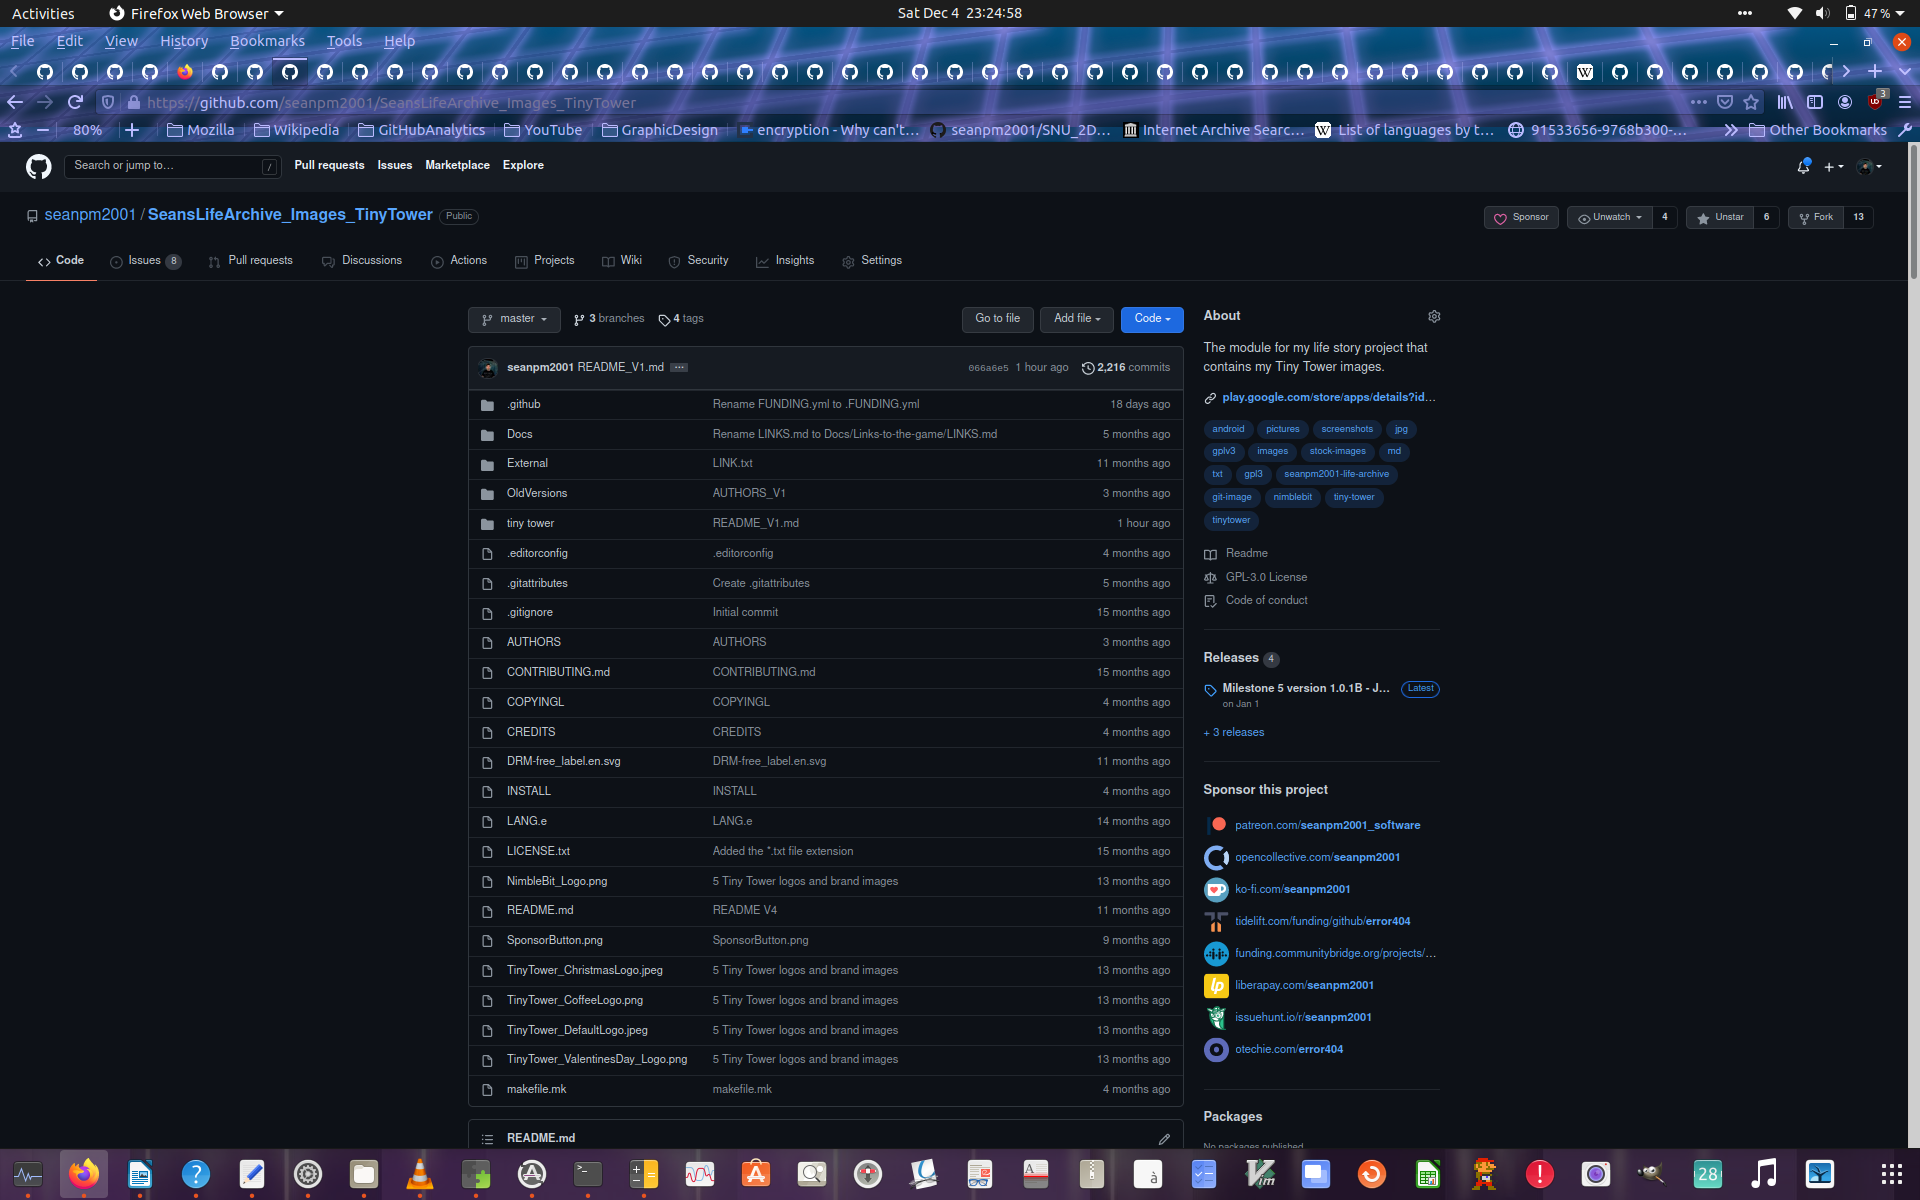 Activities Firefox Web Browser Sat Dec 4 23:24:58 47 %
File Edit View History Bookmarks Tools Help
https://github.com/seanpm2001/SeansLifeArchive_Images_TinyTower 3
80% Mozilla Wikipedia GitHubAnalytics YouTube GraphicDesign encryption - Why can't... seanpm2001/SNU_2D... Internet Archive Searc... List of languages by t... 91533656-9768b300-... Other Bookmarks
Search or jump to... / Pull requests Issues Marketplace Explore
seanpm2001 / SeansLifeArchive_Images_TinyTower Public Sponsor Unwatch 4 Unstar 6 Fork 13
Code Issues 8 Pull requests Discussions Actions Projects Wiki Security Insights Settings
master 3 branches 4 tags Go to file Add file Code
seanpm2001 README_V1.md ... 066a6e5 1 hour ago 2,216 commits
.github Rename FUNDING.yml to .FUNDING.yml 18 days ago
Docs Rename LINKS.md to Docs/Links-to-the-game/LINKS.md 5 months ago
External LINK.txt 11 months ago
OldVersions AUTHORS_V1 3 months ago
tiny tower README_V1.md 1 hour ago
.editorconfig .editorconfig 4 months ago
.gitattributes Create .gitattributes 5 months ago
.gitignore Initial commit 15 months ago
AUTHORS AUTHORS 3 months ago
CONTRIBUTING.md CONTRIBUTING.md 15 months ago
COPYINGL COPYINGL 4 months ago
CREDITS CREDITS 4 months ago
DRM-free_label.en.svg DRM-free_label.en.svg 11 months ago
INSTALL INSTALL 4 months ago
LANG.e LANG.e 14 months ago
LICENSE.txt Added the *.txt file extension 15 months ago
NimbleBit_Logo.png 5 Tiny Tower logos and brand images 13 months ago
README.md README V4 11 months ago
SponsorButton.png SponsorButton.png 9 months ago
TinyTower_ChristmasLogo.jpeg 5 Tiny Tower logos and brand images 13 months ago
TinyTower_CoffeeLogo.png 5 Tiny Tower logos and brand images 13 months ago
TinyTower_DefaultLogo.jpeg 5 Tiny Tower logos and brand images 13 months ago
TinyTower_ValentinesDay_Logo.png 5 Tiny Tower logos and brand images 13 months ago
makefile.mk makefile.mk 4 months ago
README.md
About
The module for my life story project that
contains my Tiny Tower images.
play.google.com/store/apps/details?id...
android pictures screenshots jpg
gplv3 images stock-images md
txt gpl3 seanpm2001-life-archive
git-image nimblebit tiny-tower
tinytower
Readme
GPL-3.0 License
Code of conduct
Releases 4
Milestone 5 version 1.0.1B - J... Latest
on Jan 1
+ 3 releases
Sponsor this project
patreon.com/seanpm2001_software
opencollective.com/seanpm2001
ko-fi.com/seanpm2001
tidelift.com/funding/github/error404
funding.communitybridge.org/projects/...
lp liberapay.com/seanpm2001
issuehunt.io/r/seanpm2001
otechie.com/error404
Packages
No packages published
28